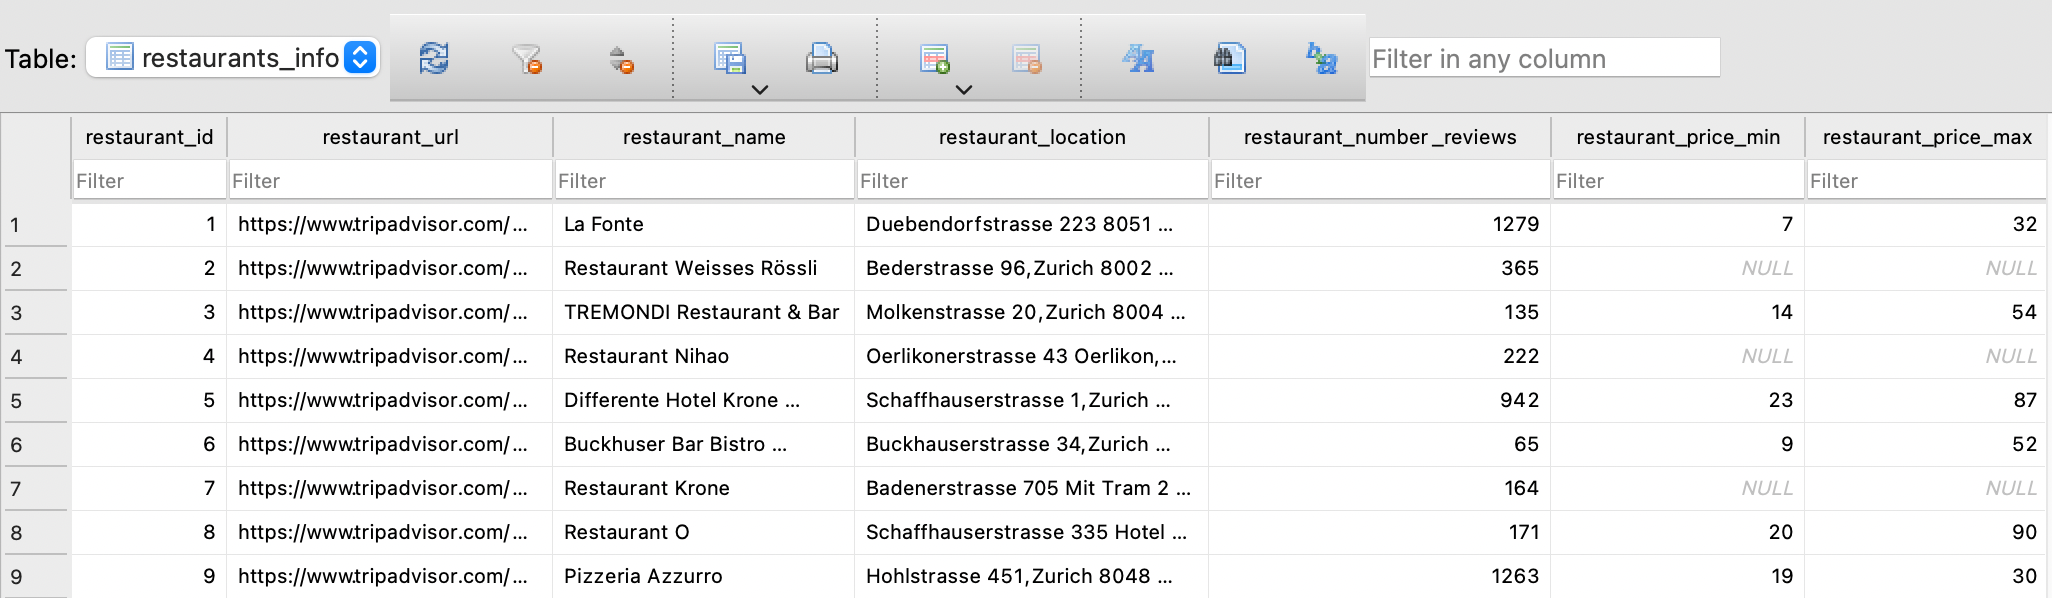 Table: restaurants_info Filter in any column
restaurant_id restaurant_url restaurant_name restaurant_location restaurant_number_reviews restaurant_price_min restaurant_price_max
Filter Filter Filter Filter Filter Filter Filter
1 1 https://www.tripadvisor.com/... La Fonte Duebendorfstrasse 223 8051 ... 1279 7 32
2 2 https://www.tripadvisor.com/... Restaurant Weisses Rössli Bederstrasse 96,Zurich 8002 ... 365 NULL NULL
3 3 https://www.tripadvisor.com/... TREMONDI Restaurant & Bar Molkenstrasse 20,Zurich 8004 ... 135 14 54
4 4 https://www.tripadvisor.com/... Restaurant Nihao Oerlikonerstrasse 43 Oerlikon,... 222 NULL NULL
5 5 https://www.tripadvisor.com/... Differente Hotel Krone ... Schaffhauserstrasse 1,Zurich ... 942 23 87
6 6 https://www.tripadvisor.com/... Buckhuser Bar Bistro ... Buckhauserstrasse 34,Zurich ... 65 9 52
7 7 https://www.tripadvisor.com/... Restaurant Krone Badenerstrasse 705 Mit Tram 2 ... 164 NULL NULL
8 8 https://www.tripadvisor.com/... Restaurant O Schaffhauserstrasse 335 Hotel ... 171 20 90
9 9 https://www.tripadvisor.com/... Pizzeria Azzurro Hohlstrasse 451,Zurich 8048 ... 1263 19 30